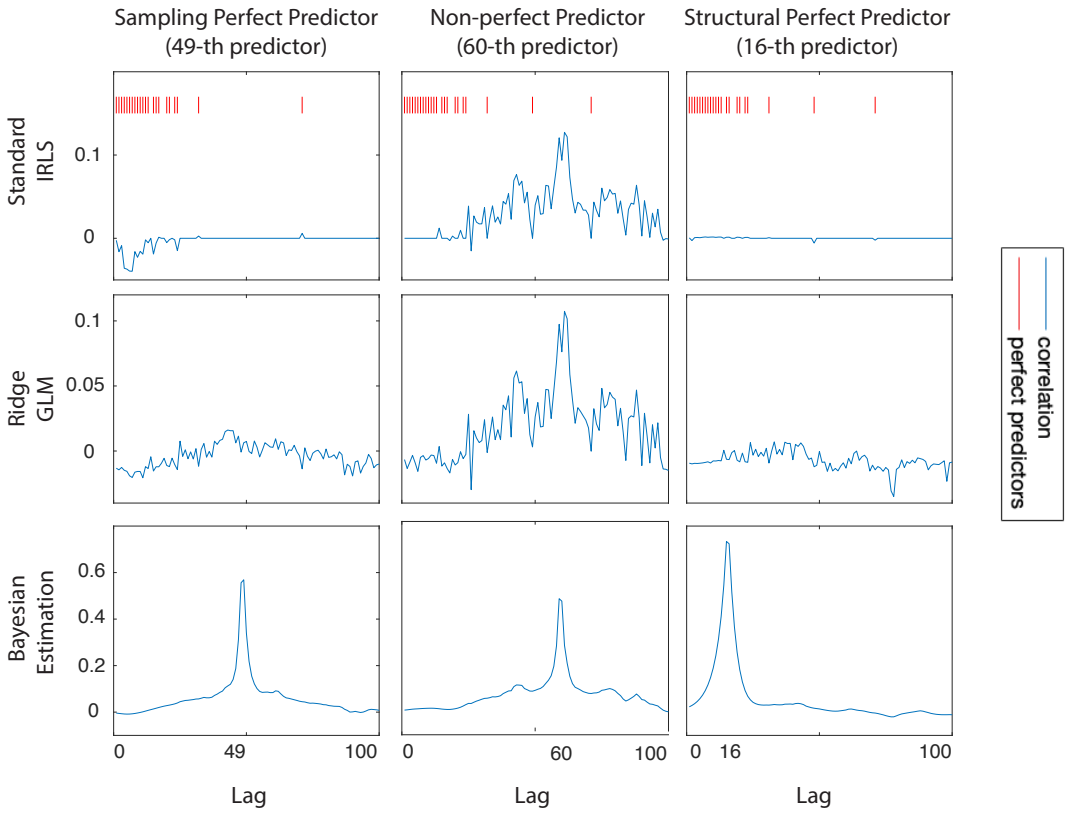 Sampling Perfect Predictor
(49-th predictor)
Non-perfect Predictor
(60-th predictor)
Structural Perfect Predictor
(16-th predictor)
Standard
IRLS
0.1
0
Ridge
GLM
0.1
0.05
0
Bayesian
Estimation
0.6
0.4
0.2
0
0 49 100
0 60 100
0 16 100
Lag
Lag
Lag
correlation
perfect predictors